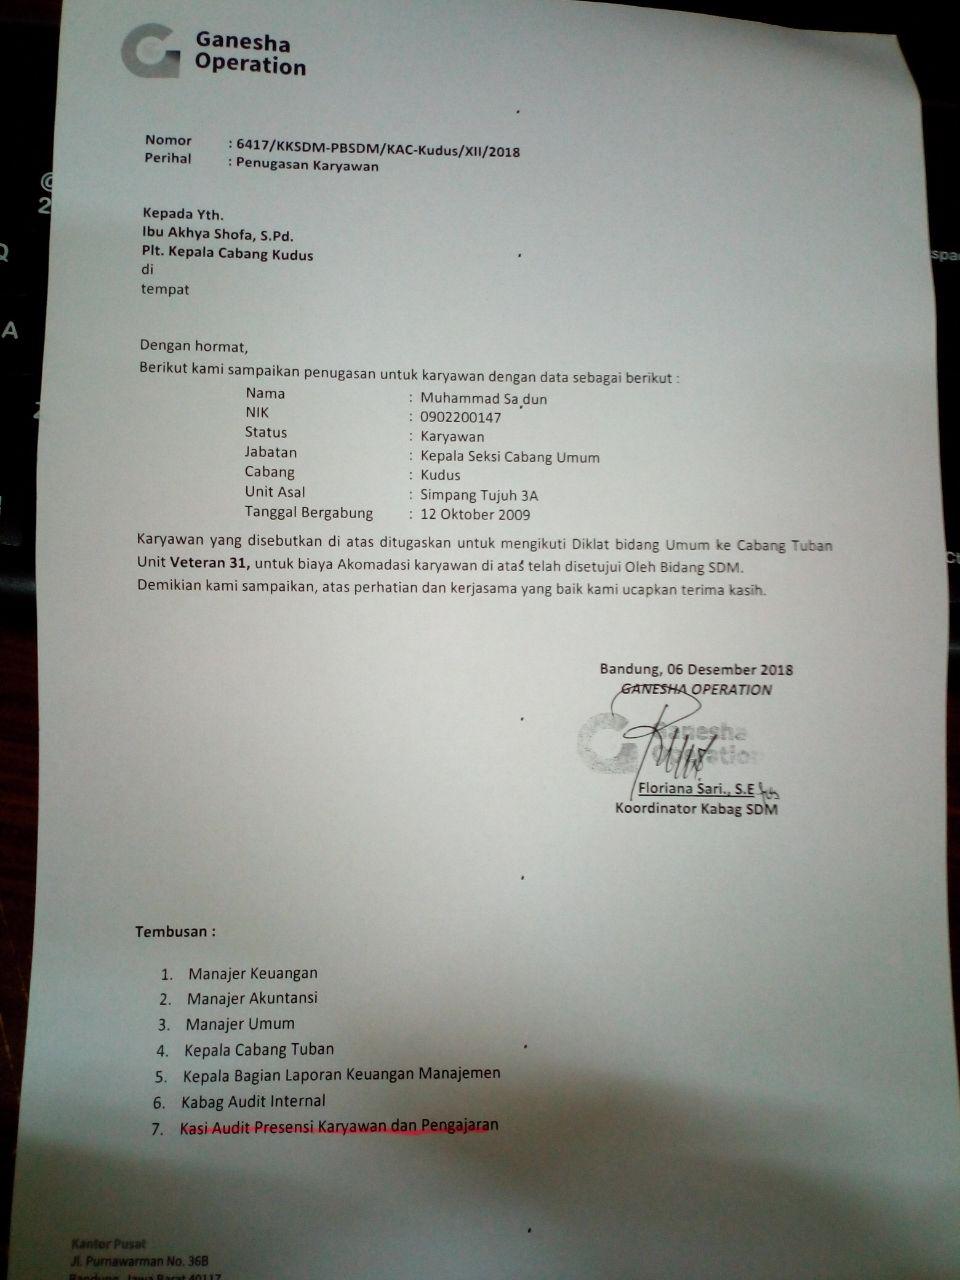 Ganesha
Operation
Nomor : 6417/KKSDM-PBSDM/KAC-Kudus/XII/2018
Perihal : Penugasan Karyawan
Kepada Yth.
Ibu Akhya Shofa, S.Pd.
Plt. Kepala Cabang Kudus
di
tempat
Dengan hormat,
Berikut kami sampaikan penugasan untuk karyawan dengan data sebagai berikut :
Nama : Muhammad Sa dun
NIK : 0902200147
Status : Karyawan
Jabatan : Kepala Seksi Cabang Umum
Cabang : Kudus
Unit Asal : Simpang Tujuh 3A
Tanggal Bergabung : 12 Oktober 2009
Karyawan yang disebutkan di atas ditugaskan untuk mengikuti Diklat bidang Umum ke Cabang Tuban
Unit Veteran 31, untuk biaya Akomadasi karyawan di atas telah disetujui Oleh Bidang SDM.
Demikian kami sampaikan, atas perhatian dan kerjasama yang baik kami ucapkan terima kasih.
Bandung, 06 Desember 2018
GANESHA OPERATION
Ganesha
Operation
Floriana Sari., S.E
Koordinator Kabag SDM
Tembusan :
1. Manajer Keuangan
2. Manajer Akuntansi
3. Manajer Umum
4. Kepala Cabang Tuban
5. Kepala Bagian Laporan Keuangan Manajemen
6. Kabag Audit Internal
7. Kasi Audit Presensi Karyawan dan Pengajaran
Kantor Pusat
Jl. Purnawarman No. 36B
Bandung, Jawa Barat 40117